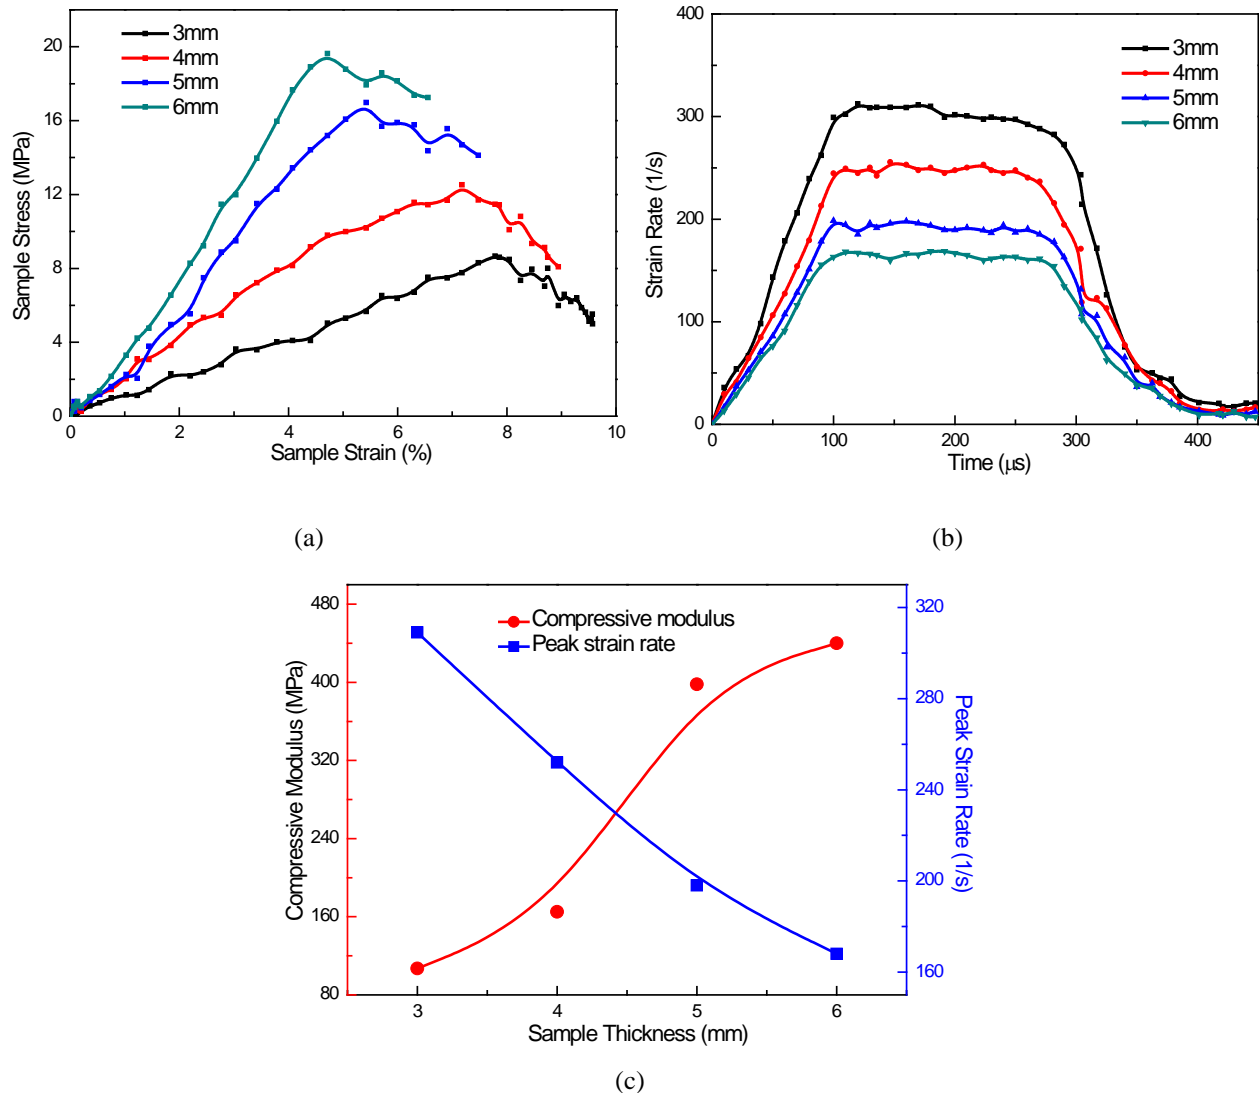 20
16
12
8
4
0
Sample Stress (MPa)
3mm
4mm
5mm
6mm
0 2 4 6 8 10
Sample Strain (%)
(a)
400
300
200
100
0
Strain Rate (1/s)
3mm
4mm
5mm
6mm
0 100 200 300 400
Time (μs)
(b)
480
400
320
240
160
80
Compressive Modulus (MPa)
Compressive modulus
Peak strain rate
320
280
240
200
160
Peak Strain Rate (1/s)
3 4 5 6
Sample Thickness (mm)
(c)